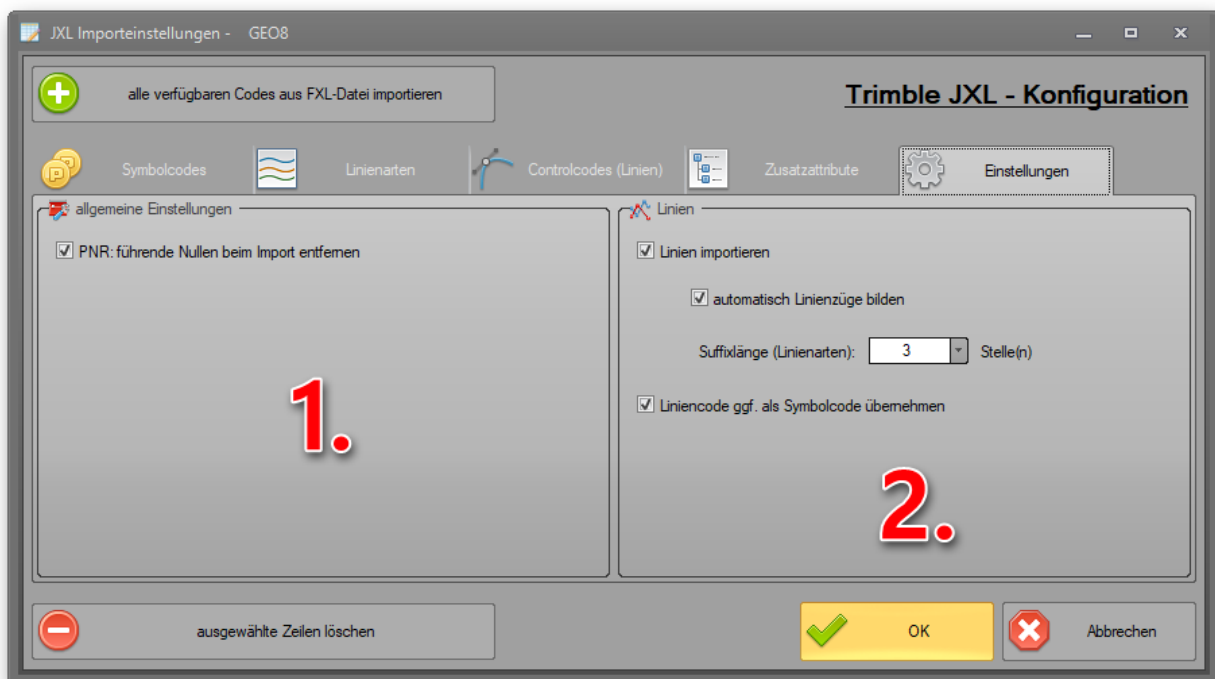 JXL Importeinstellungen - GEO8
alle verfügbaren Codes aus FXL-Datei importieren
Trimble JXL - Konfiguration
Symbolcodes
Linienarten
Controlcodes (Linien)
Zusatzattribute
Einstellungen
allgemeine Einstellungen
PNR: führende Nullen beim Import entfernen
1.
Linien
Linien importieren
automatisch Linienzüge bilden
Suffixlänge (Linienarten): 3 Stelle(n)
Liniencode ggf. als Symbolcode übernehmen
2.
ausgewählte Zeilen löschen
OK
Abbrechen